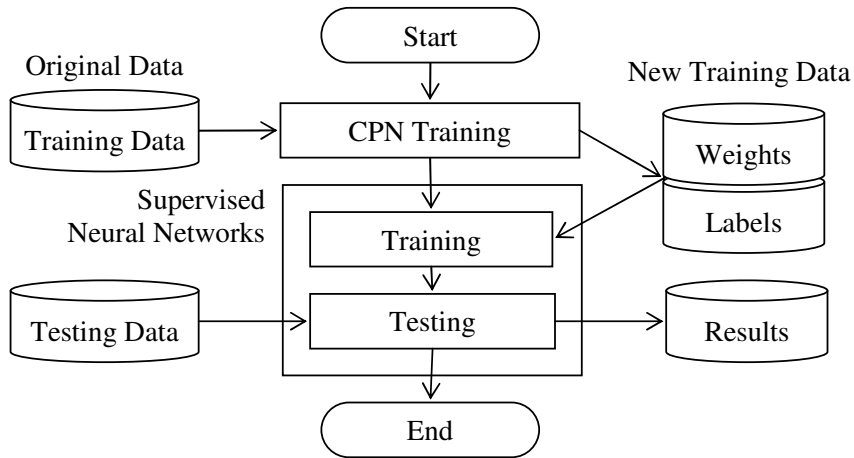 Start
Original Data
New Training Data
Training Data
CPN Training
Weights
Supervised
Neural Networks
Training
Labels
Testing Data
Testing
Results
End